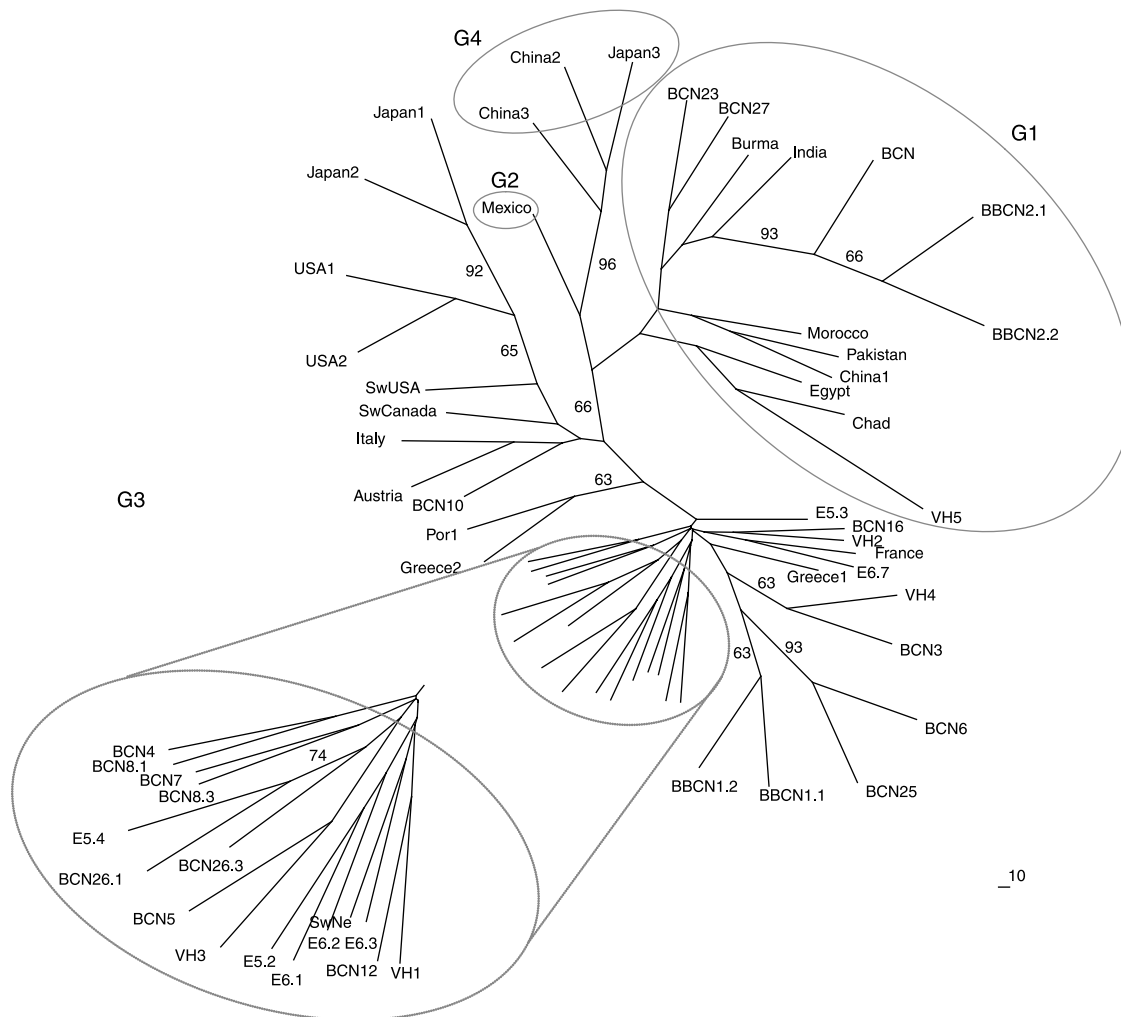 G4
China2
Japan3
BCN23
BCN27
Japan1
China3
G1
Burma
India
BCN
Japan2
G2
Mexico
BBCN2.1
93
66
92
96
USA1
BBCN2.2
Morocco
65
Pakistan
USA2
China1
Egypt
SwUSA
SwCanada
66
Chad
Italy
63
Austria
BCN10
G3
E5.3
VH5
BCN16
Por1
VH2
France
Greece2
Greece1
E6.7
63
VH4
63
93
BCN3
BCN6
BBCN1.2
BBCN1.1
BCN25
BCN4
74
BCN8.1
BCN7
BCN8.3
E5.4
BCN26.3
BCN26.1
10
BCN5
SwNe
VH3
E5.2
E6.2
E6.3
E6.1
BCN12
VH1